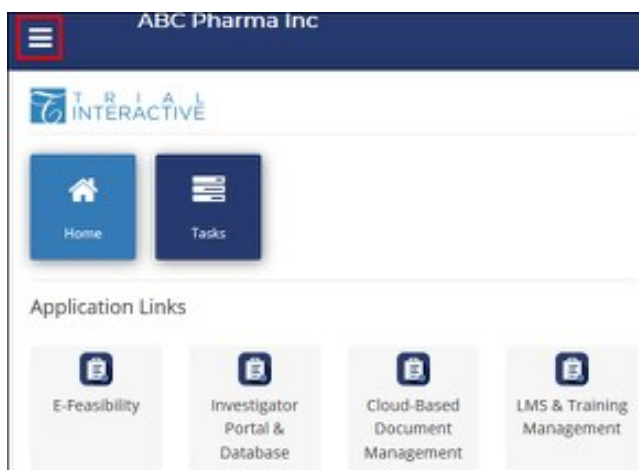 ABC Pharma Inc
TRIAL
INTERACTIVE
Home
Tasks
Application Links
E-Feasibility
Investigator
Portal &
Database
Cloud-Based
Document
Management
LMS & Training
Management